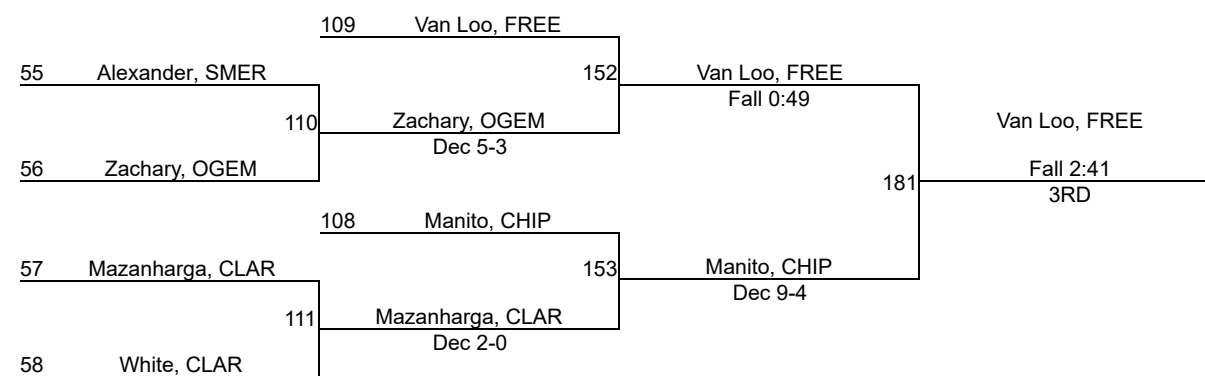 109 Van Loo, FREE
55 Alexander, SMER
152 Van Loo, FREE
Fall 0:49
110 Zachary, OGEM
Dec 5-3
Van Loo, FREE
56 Zachary, OGEM
Fall 2:41
181
3RD
108 Manito, CHIP
57 Mazanharga, CLAR
153 Manito, CHIP
Dec 9-4
111 Mazanharga, CLAR
Dec 2-0
58 White, CLAR